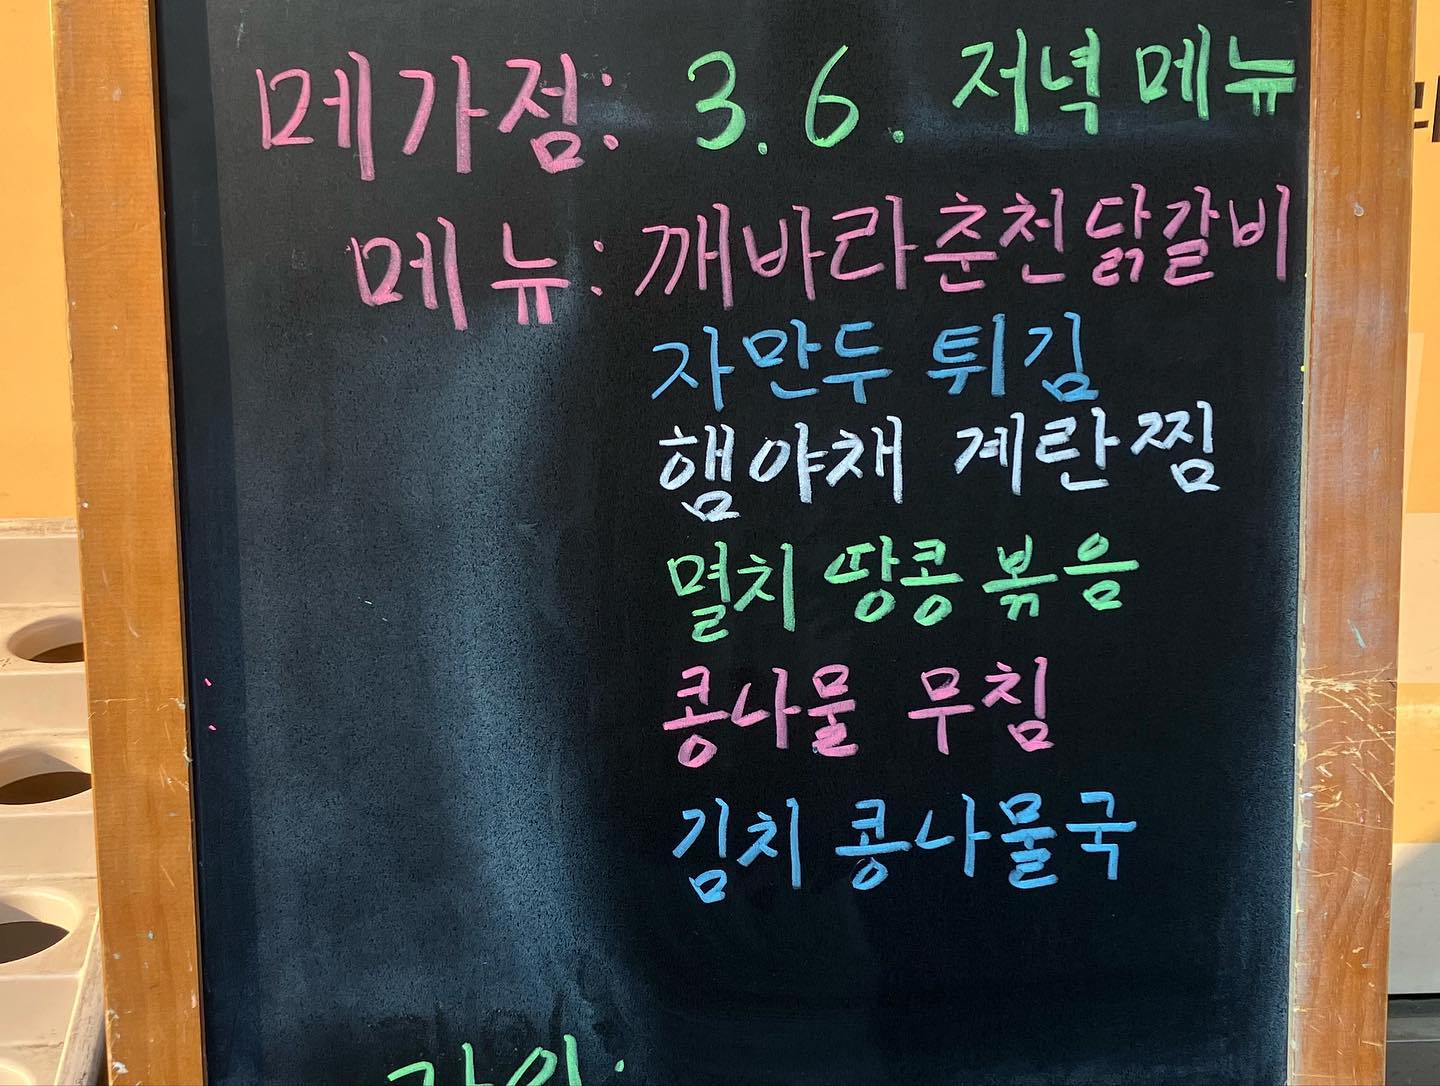 메가점: 3.6. 저녁 메뉴
메뉴: 깨바라춘천닭갈비
자만두 튀김
햄야채 계란찜
멸치 땅콩 볶음
콩나물 무침
김치 콩나물국